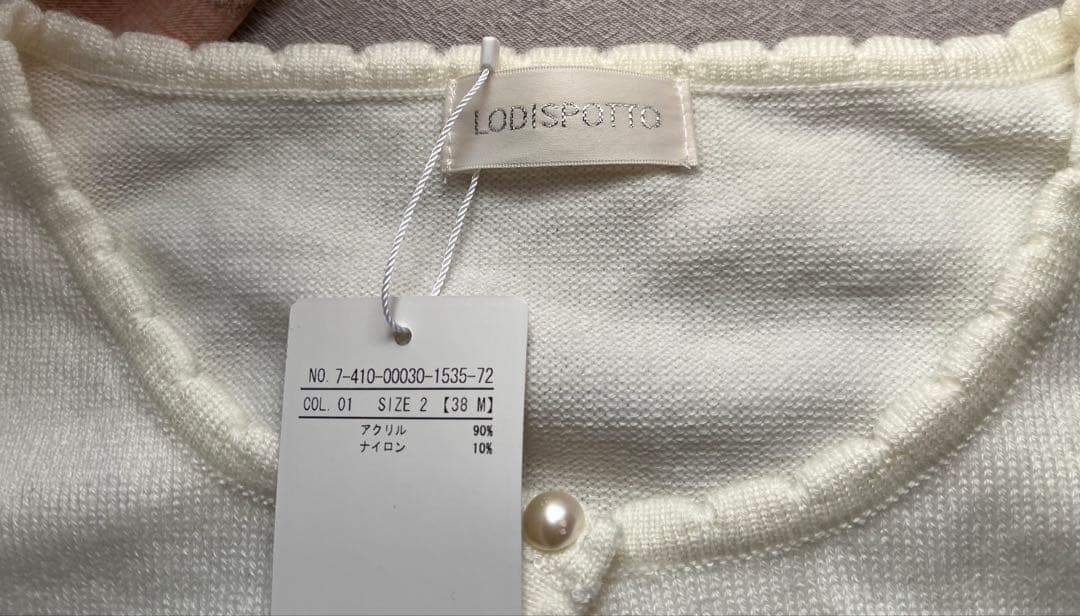 LODISPOTTO
NO. 7-410-00030-1535-72
COL. 01 SIZE 2 【38 M】
アクリル 90%
ナイロン 10%